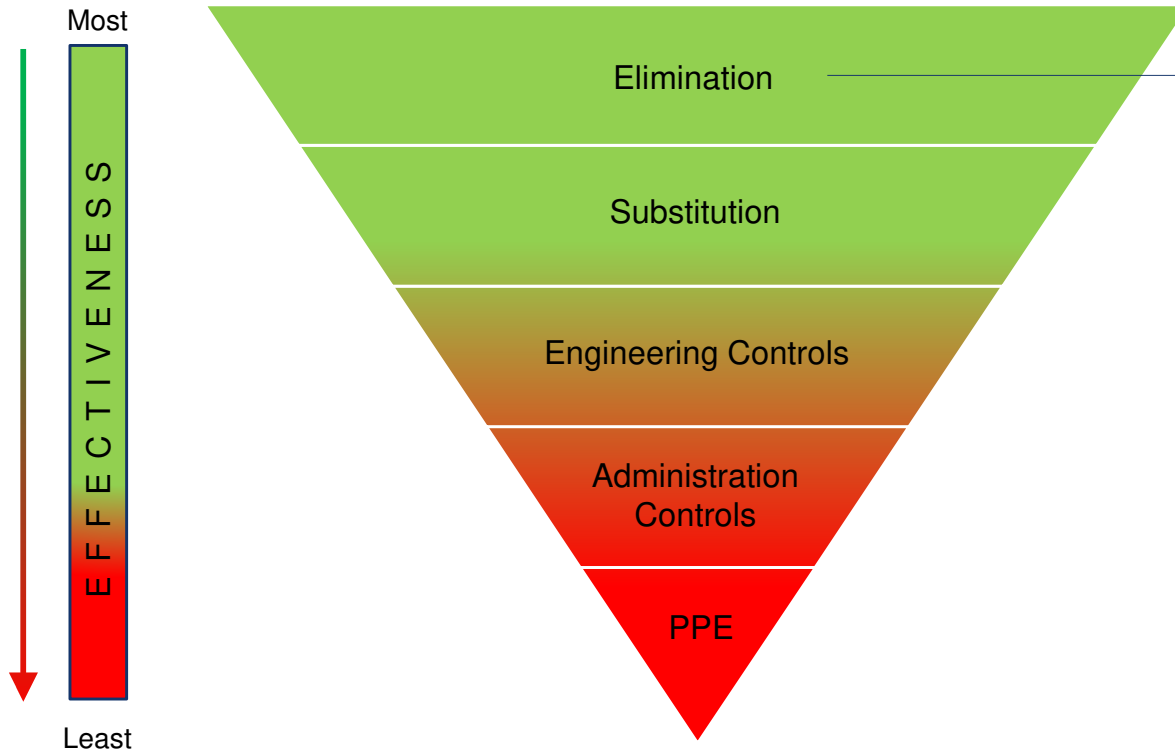 Most
EFFECTIVENESS
Least
Elimination
Substitution
Engineering Controls
Administration
Controls
PPE